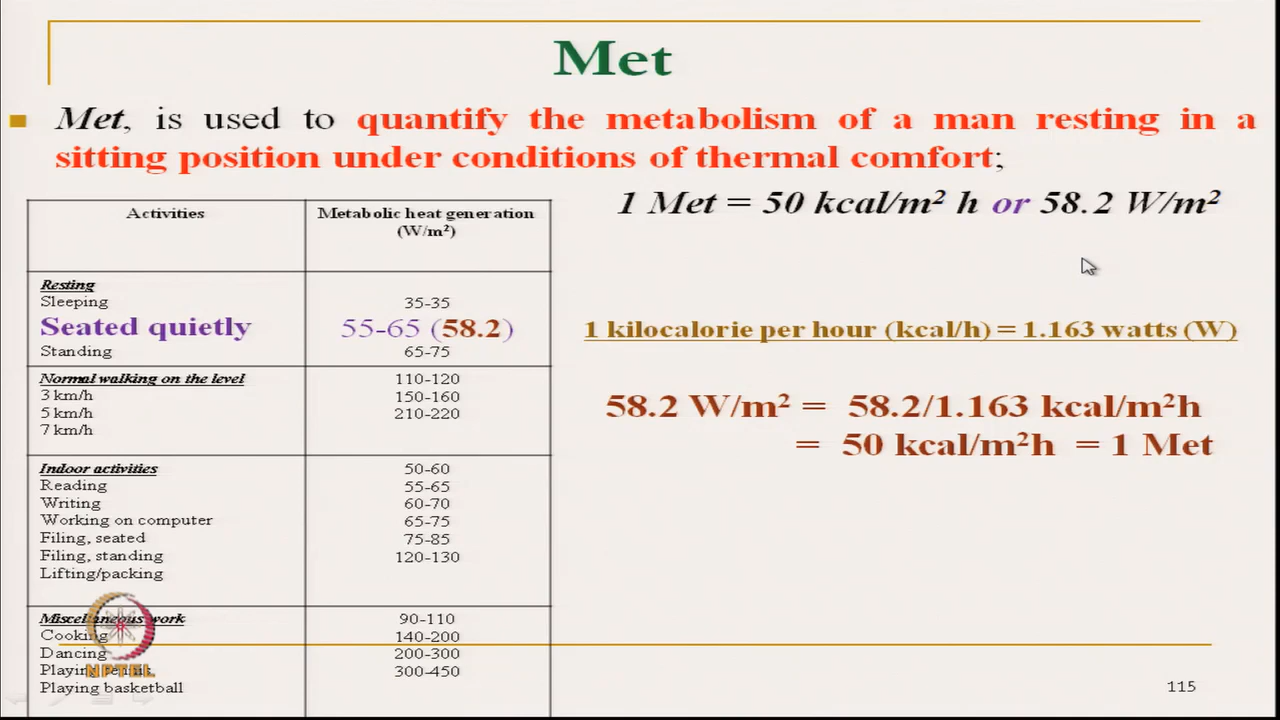 Met
Met, is used to quantify the metabolism of a man resting in a
sitting position under conditions of thermal comfort;
1 Met = 50 kcal/m² h or 58.2 W/m²
Activities Metabolic heat generation
(W/m²)
Resting
Sleeping 35-35
Seated quietly 55-65 (58.2)
Standing 65-75
Normal walking on the level 110-120
3 km/h 150-160
5 km/h 210-220
7 km/h
Indoor activities 50-60
Reading 55-65
Writing 60-70
Working on computer 65-75
Filing, seated 75-85
Filing, standing 120-130
Lifting/packing
Miscellaneous work 90-110
Cooking 140-200
Dancing 200-300
Playing tennis 300-450
Playing basketball
1 kilocalorie per hour (kcal/h) = 1.163 watts (W)
58.2 W/m² = 58.2/1.163 kcal/m²h
= 50 kcal/m²h = 1 Met
NPTEL
115